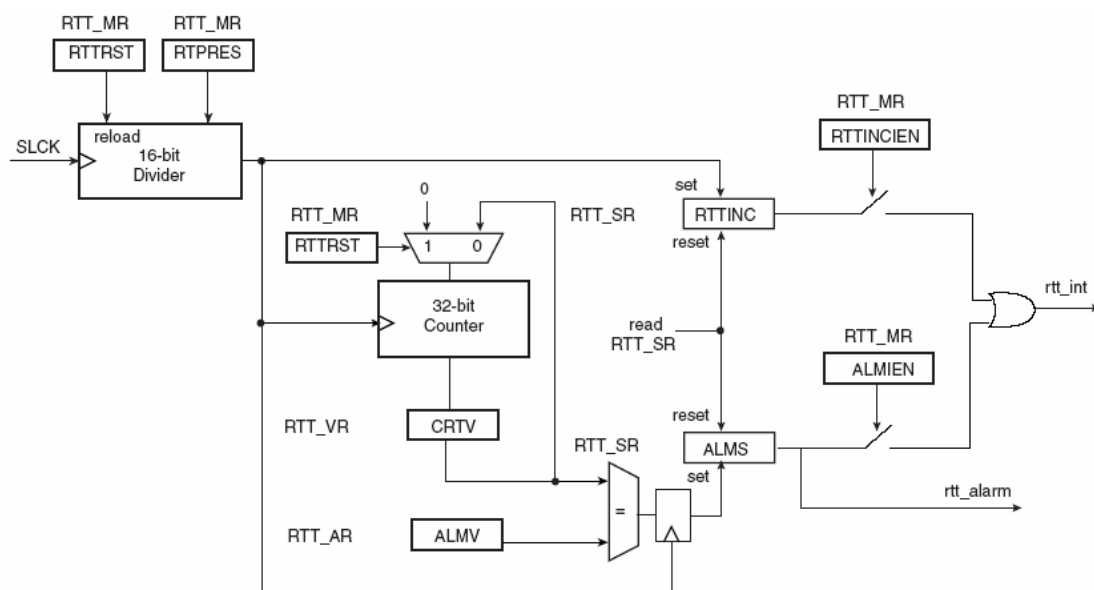 RTT_MR
RTTRST
RTT_MR
RTPRES
SLCK
reload
16-bit
Divider
RTT_MR
RTTINCIEN
0
set
RTT_MR
RTTRST
1 0
RTT_SR
RTTINC
reset
32-bit
Counter
read
RTT_SR
rtt_int
RTT_MR
ALMIEN
reset
RTT_VR
CRTV
RTT_SR
ALMS
set
rtt_alarm
RTT_AR
ALMV
=